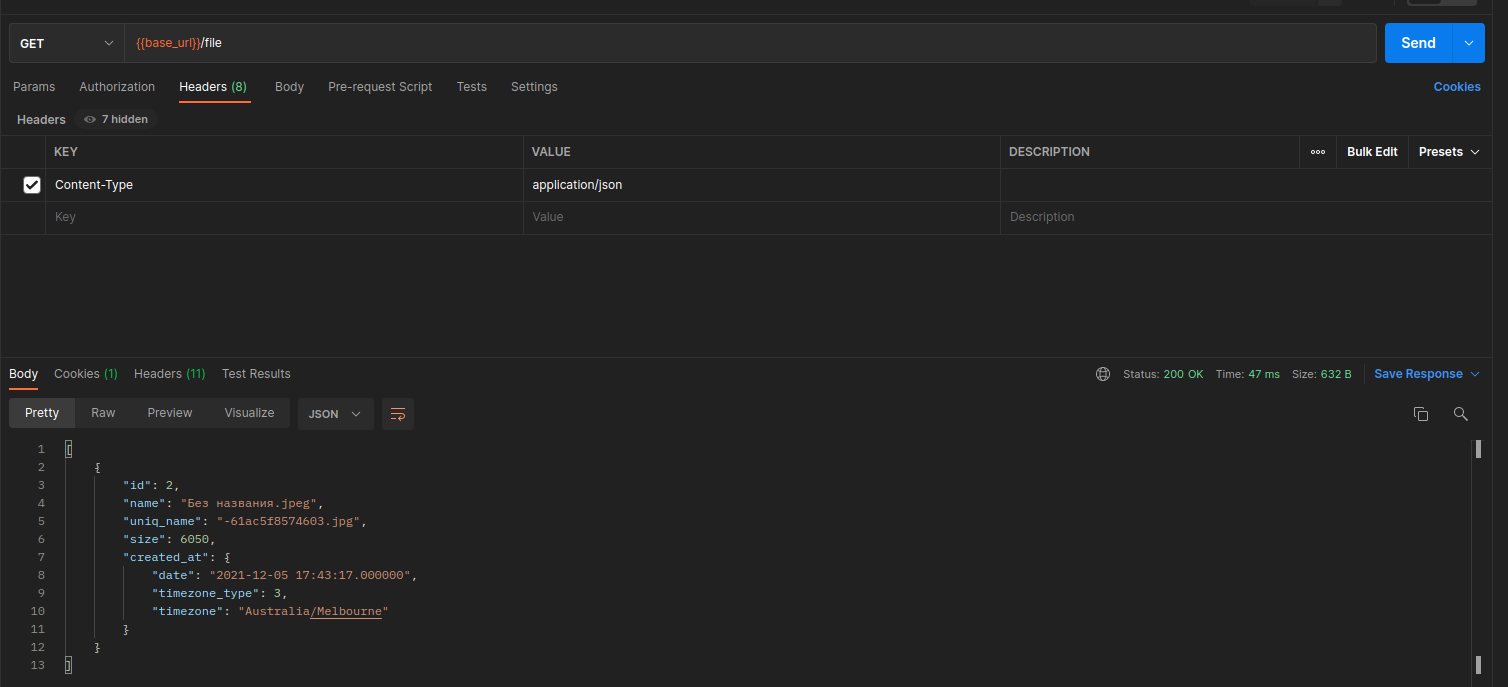 GET {{base_url}}/file Send
Params Authorization Headers (8) Body Pre-request Script Tests Settings Cookies
Headers 7 hidden
KEY VALUE DESCRIPTION ooo Bulk Edit Presets
Content-Type application/json
Key Value Description
Body Cookies (1) Headers (11) Test Results Status: 200 OK Time: 47 ms Size: 632 B Save Response
Pretty Raw Preview Visualize JSON
1 [
2 {
3 "id": 2,
4 "name": "Без названия.jpeg",
5 "uniq_name": "-61ac5f8574603.jpg",
6 "size": 6050,
7 "created_at": {
8 "date": "2021-12-05 17:43:17.000000",
9 "timezone_type": 3,
10 "timezone": "Australia/Melbourne"
11 }
12 }
13 ]